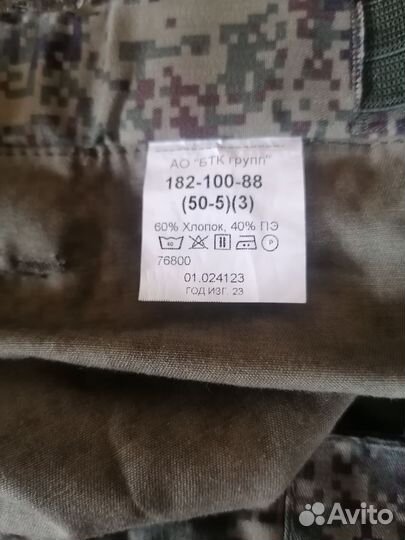 АО "БТК групп"
182-100-88
(50-5)(3)
60% Хлопок, 40% ПЭ
40 P
76800
01.024123
ГОД ИЗГ. 23
Avito